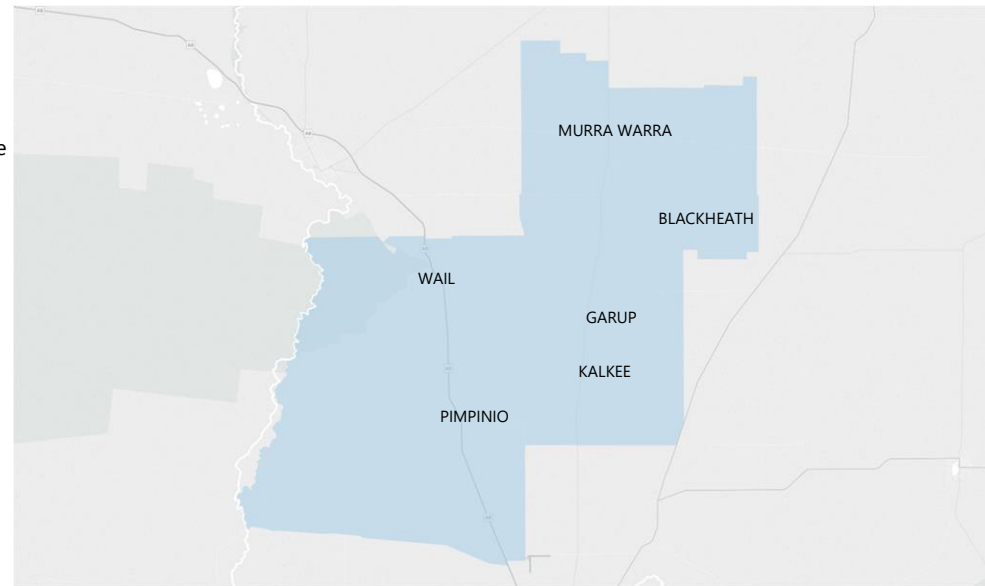 MURRA WARRA
e
BLACKHEATH
WAIL
GARUP
KALKEE
PIMPINIO